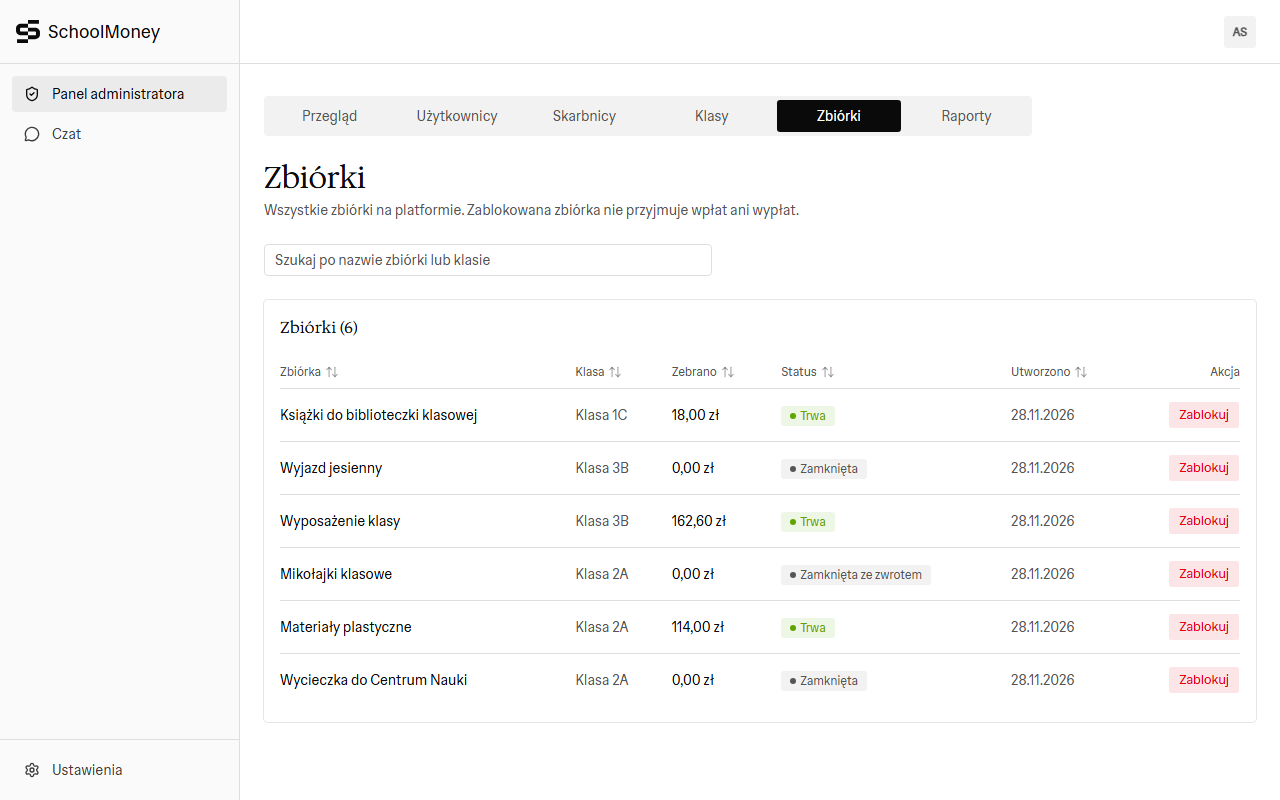 SchoolMoney
AS
Panel administratora
Czat
Przegląd Użytkownicy Skarbnicy Klasy Zbiórki Raporty
Zbiórki
Wszystkie zbiórki na platformie. Zablokowana zbiórka nie przyjmuje wpłat ani wypłat.
Szukaj po nazwie zbiórki lub klasie
Zbiórki (6)
Zbiórka Klasa Zebrano Status Utworzono Akcja
Książki do biblioteczki klasowej Klasa 1C 18,00 zł Trwa 28.11.2026 Zablokuj
Wyjazd jesienny Klasa 3B 0,00 zł Zamknięta 28.11.2026 Zablokuj
Wyposażenie klasy Klasa 3B 162,60 zł Trwa 28.11.2026 Zablokuj
Mikołajki klasowe Klasa 2A 0,00 zł Zamknięta ze zwrotem 28.11.2026 Zablokuj
Materiały plastyczne Klasa 2A 114,00 zł Trwa 28.11.2026 Zablokuj
Wycieczka do Centrum Nauki Klasa 2A 0,00 zł Zamknięta 28.11.2026 Zablokuj
Ustawienia